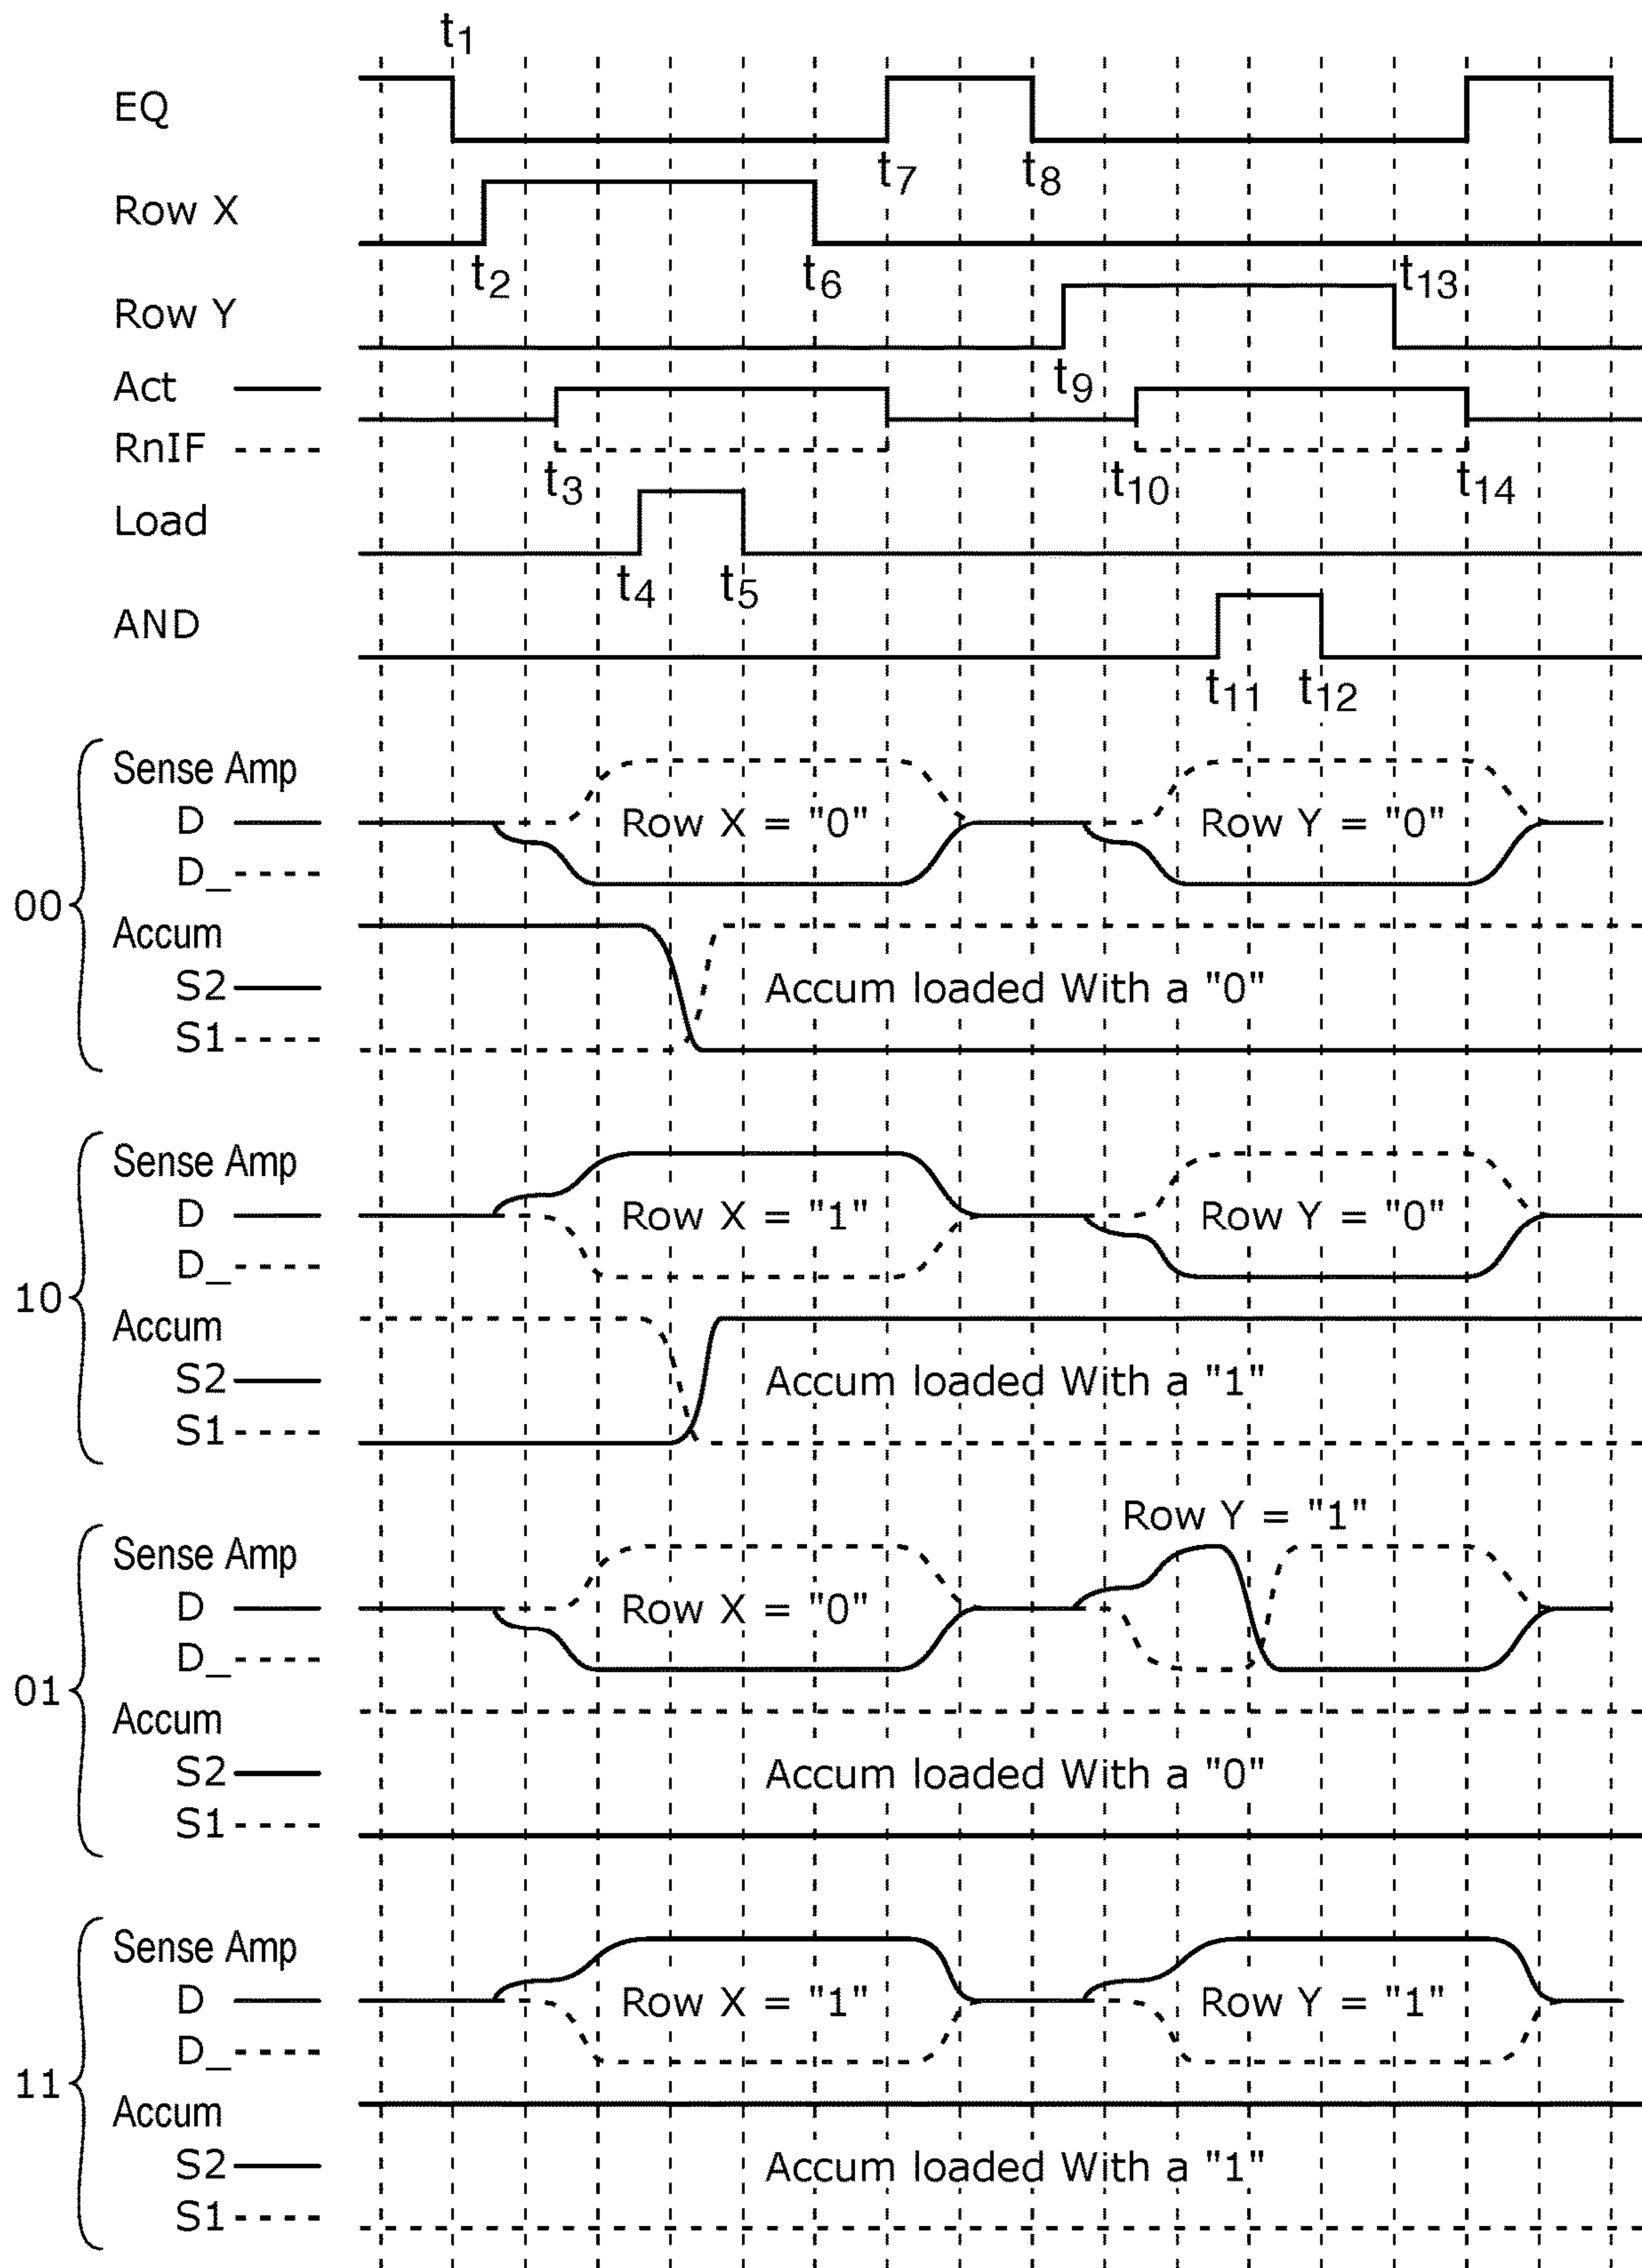 t1
EQ
t7 t8
Row X
t2 t6 t13
Row Y
t9
Act
RnIF
t3 t10 t14
Load
t4 t5
AND
t11 t12
Sense Amp
D Row X = "0" Row Y = "0"
D_
00
Accum
S2 Accum loaded With a "0"
S1
Sense Amp
D Row X = "1" Row Y = "0"
D_
10
Accum
S2 Accum loaded With a "1"
S1
Row Y = "1"
Sense Amp
D Row X = "0"
D_
01
Accum
S2 Accum loaded With a "0"
S1
Sense Amp
D Row X = "1" Row Y = "1"
D_
11
Accum
S2 Accum loaded With a "1"
S1